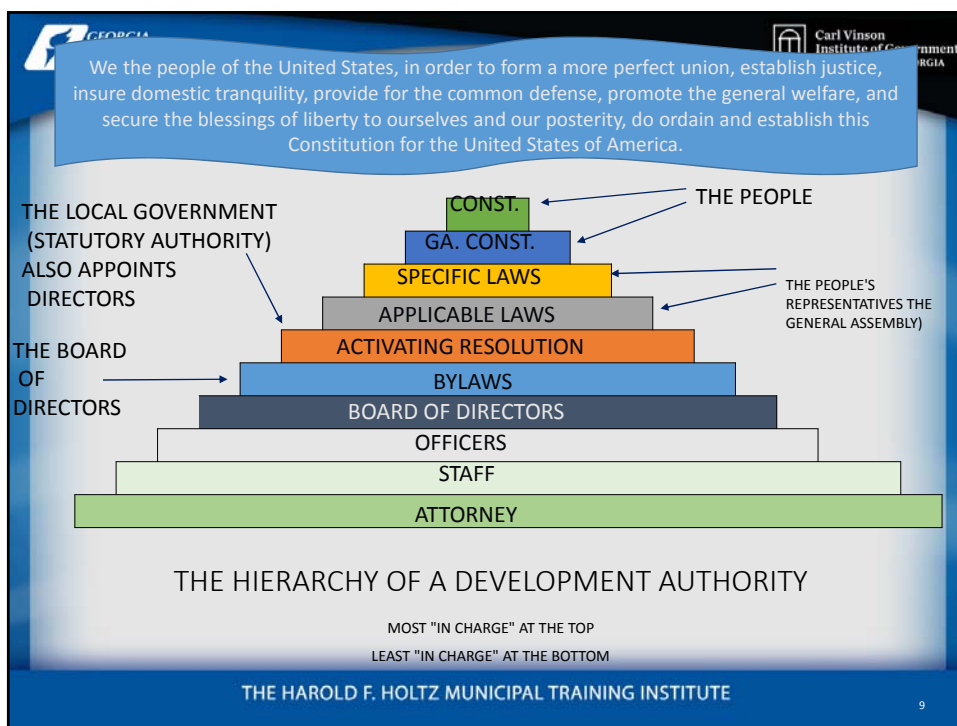 GEORGIA
Carl Vinson
Institute of Government
We the people of the United States, in order to form a more perfect union, establish justice,
insure domestic tranquility, provide for the common defense, promote the general welfare, and
secure the blessings of liberty to ourselves and our posterity, do ordain and establish this
Constitution for the United States of America.
THE LOCAL GOVERNMENT
(STATUTORY AUTHORITY)
ALSO APPOINTS
DIRECTORS
THE BOARD
OF
DIRECTORS
CONST.
GA. CONST.
SPECIFIC LAWS
APPLICABLE LAWS
ACTIVATING RESOLUTION
BYLAWS
BOARD OF DIRECTORS
OFFICERS
STAFF
ATTORNEY
THE PEOPLE
THE PEOPLE'S
REPRESENTATIVES THE
GENERAL ASSEMBLY)
THE HIERARCHY OF A DEVELOPMENT AUTHORITY
MOST "IN CHARGE" AT THE TOP
LEAST "IN CHARGE" AT THE BOTTOM
THE HAROLD F. HOLTZ MUNICIPAL TRAINING INSTITUTE
9